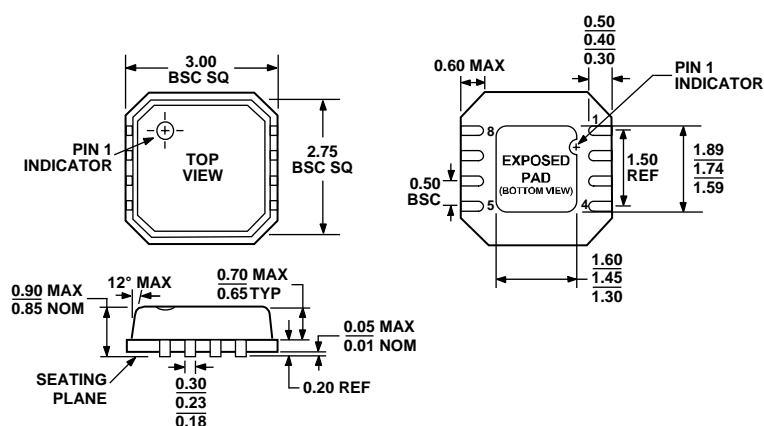 3.00
BSC SQ
PIN 1
INDICATOR
TOP
VIEW
2.75
BSC SQ
0.50
0.40
0.30
0.60 MAX
PIN 1
INDICATOR
1
8
EXPOSED
PAD
(BOTTOM VIEW)
1.50
REF
1.89
1.74
1.59
0.50
BSC
5
4
1.60
1.45
1.30
12° MAX
0.90 MAX
0.85 NOM
0.70 MAX
0.65 TYP
0.05 MAX
0.01 NOM
SEATING
PLANE
0.30
0.23
0.18
0.20 REF